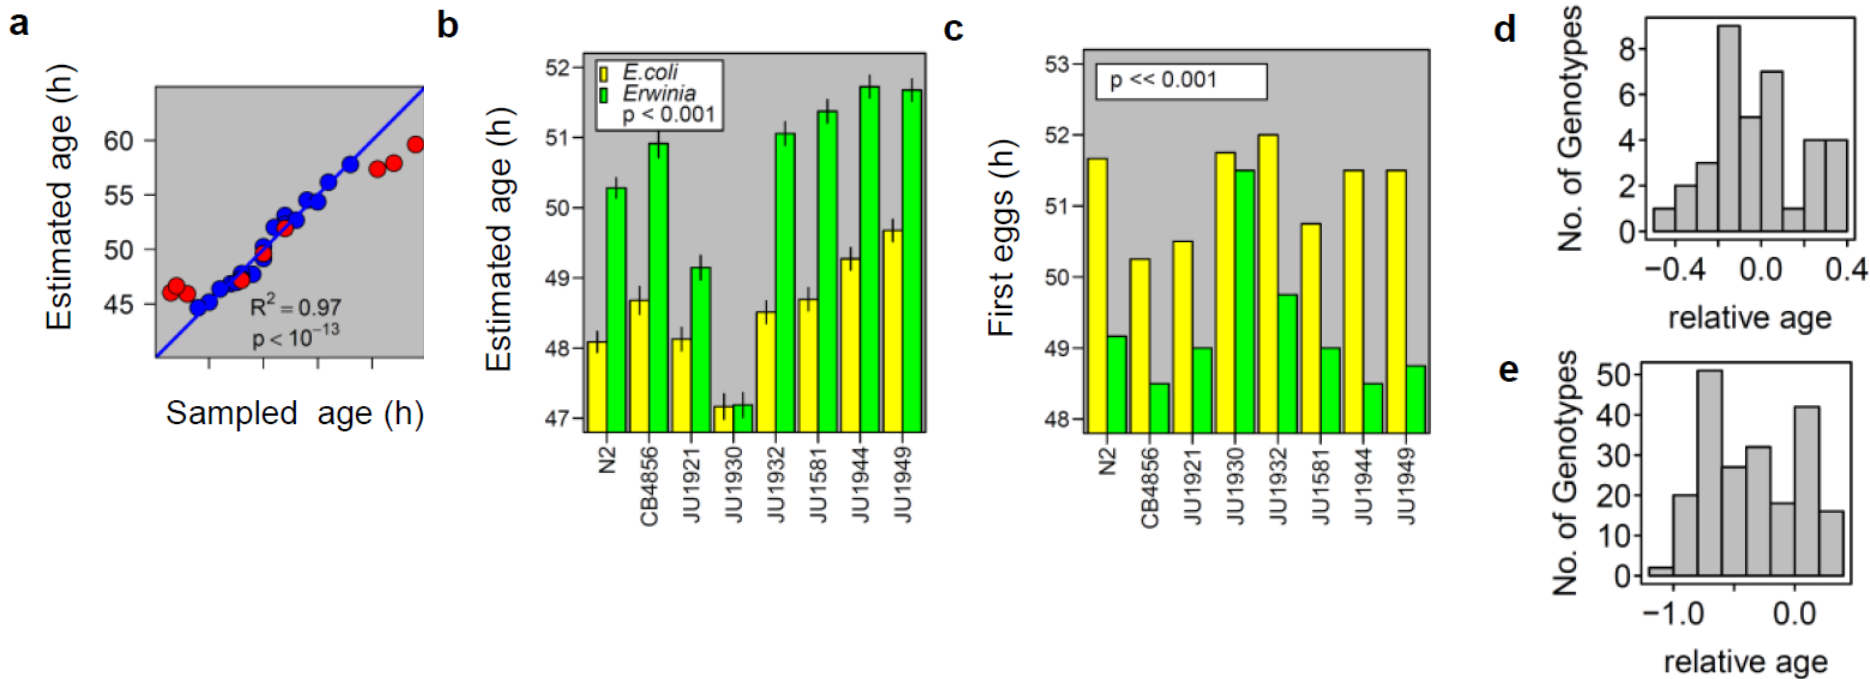 a
Estimated age (h)
60
55
50
45
R² = 0.97
p < 10⁻¹³
Sampled age (h)
b
Estimated age (h)
52
51
50
49
48
47
E.coli
Erwinia
p < 0.001
N2
CB4856
JU1921
JU1930
JU1932
JU1581
JU1944
JU1949
c
First eggs (h)
53
52
51
50
49
48
p << 0.001
N2
CB4856
JU1921
JU1930
JU1932
JU1581
JU1944
JU1949
d
No. of Genotypes
8
6
4
2
0
−0.4 0.0 0.4
relative age
e
No. of Genotypes
50
40
30
20
10
0
−1.0 0.0
relative age